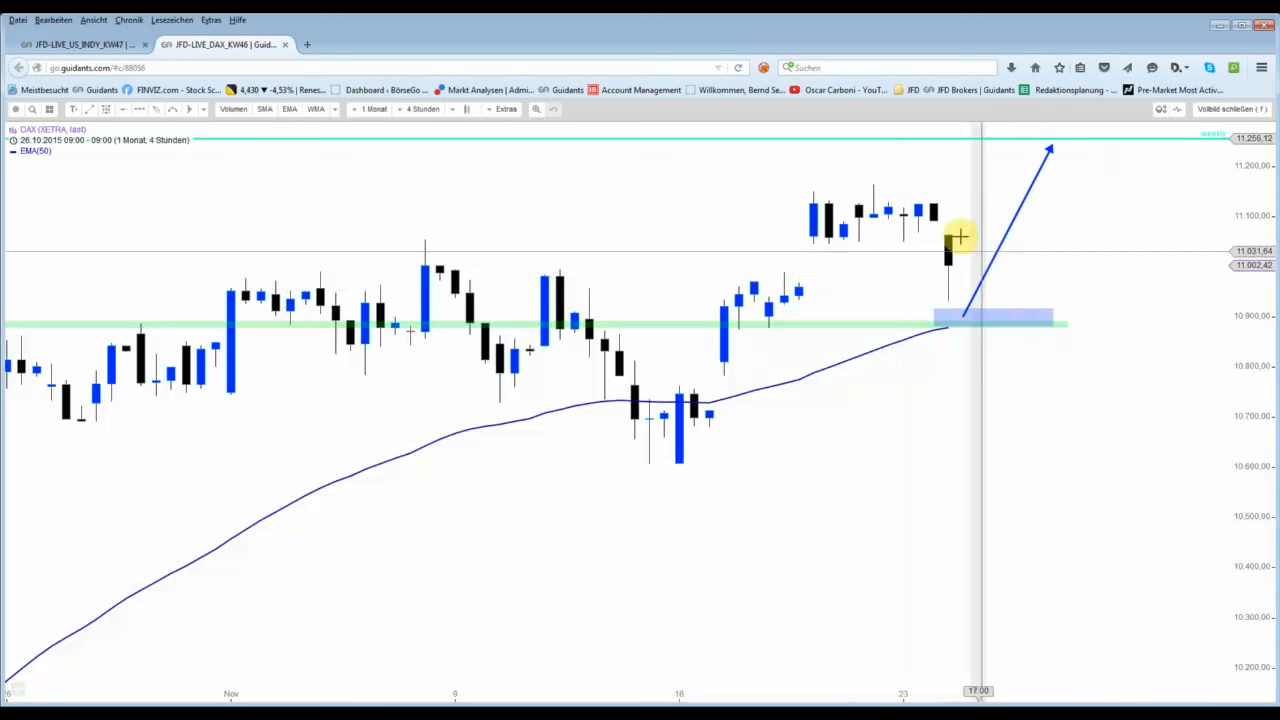 Datei Bearbeiten Ansicht Chronik Lesezeichen Extras Hilfe
JFD-LIVE_US_INDY_KW47 | ... × JFD-LIVE_DAX_KW46 | Guid... × +
go.guidants.com/#c/88056 Suchen
Meistbesucht Guidants FINVIZ.com - Stock Sc... 4,430 ▼ -4,53% | Renes... Dashboard ‹ BörseGo ... Markt Analysen | Admin... Guidants Account Management Willkommen, Bernd Se... Oscar Carboni - YouT... JFD JFD Brokers | Guidants Redaktionsplanung - ... Pre-Market Most Activ...
Volumen SMA EMA WMA 1 Monat 4 Stunden Extras Vollbild schließen ( f )
DAX (XETRA, last)
26.10.2015 09:00 - 09:00 (1 Monat, 4 Stunden)
EMA(50)
weekly
11.256,12
11.200,00
11.100,00
11.031,64
11.002,42
10.900,00
10.800,00
10.700,00
10.600,00
10.500,00
10.400,00
10.300,00
10.200,00
26 Nov 9 16 23 17:00